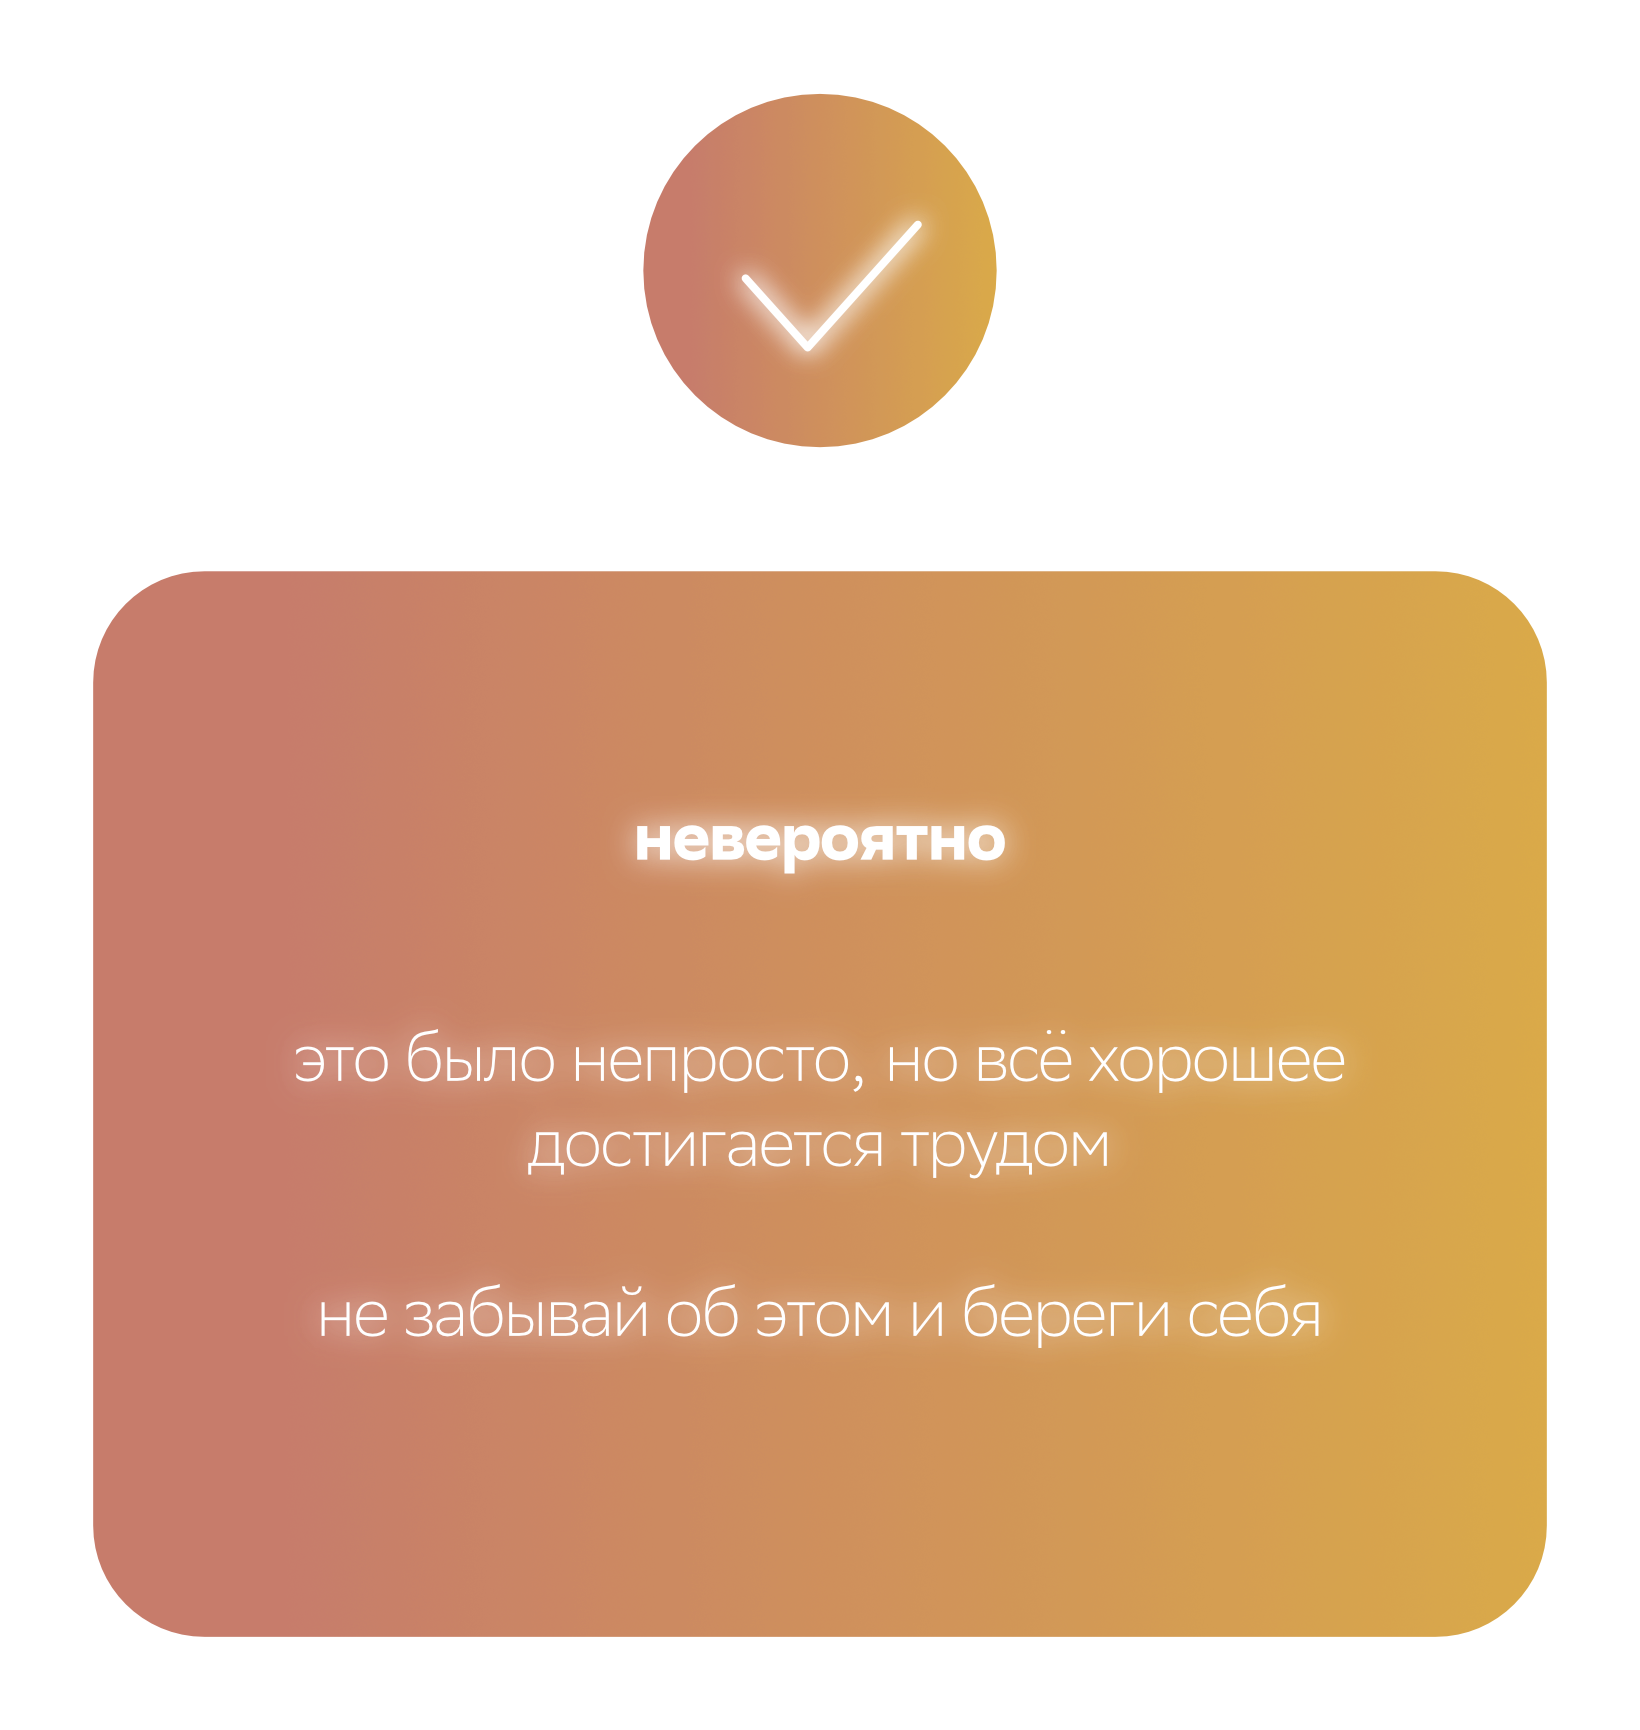 невероятно
это было непросто, но всё хорошее
достигается трудом
не забывай об этом и береги себя